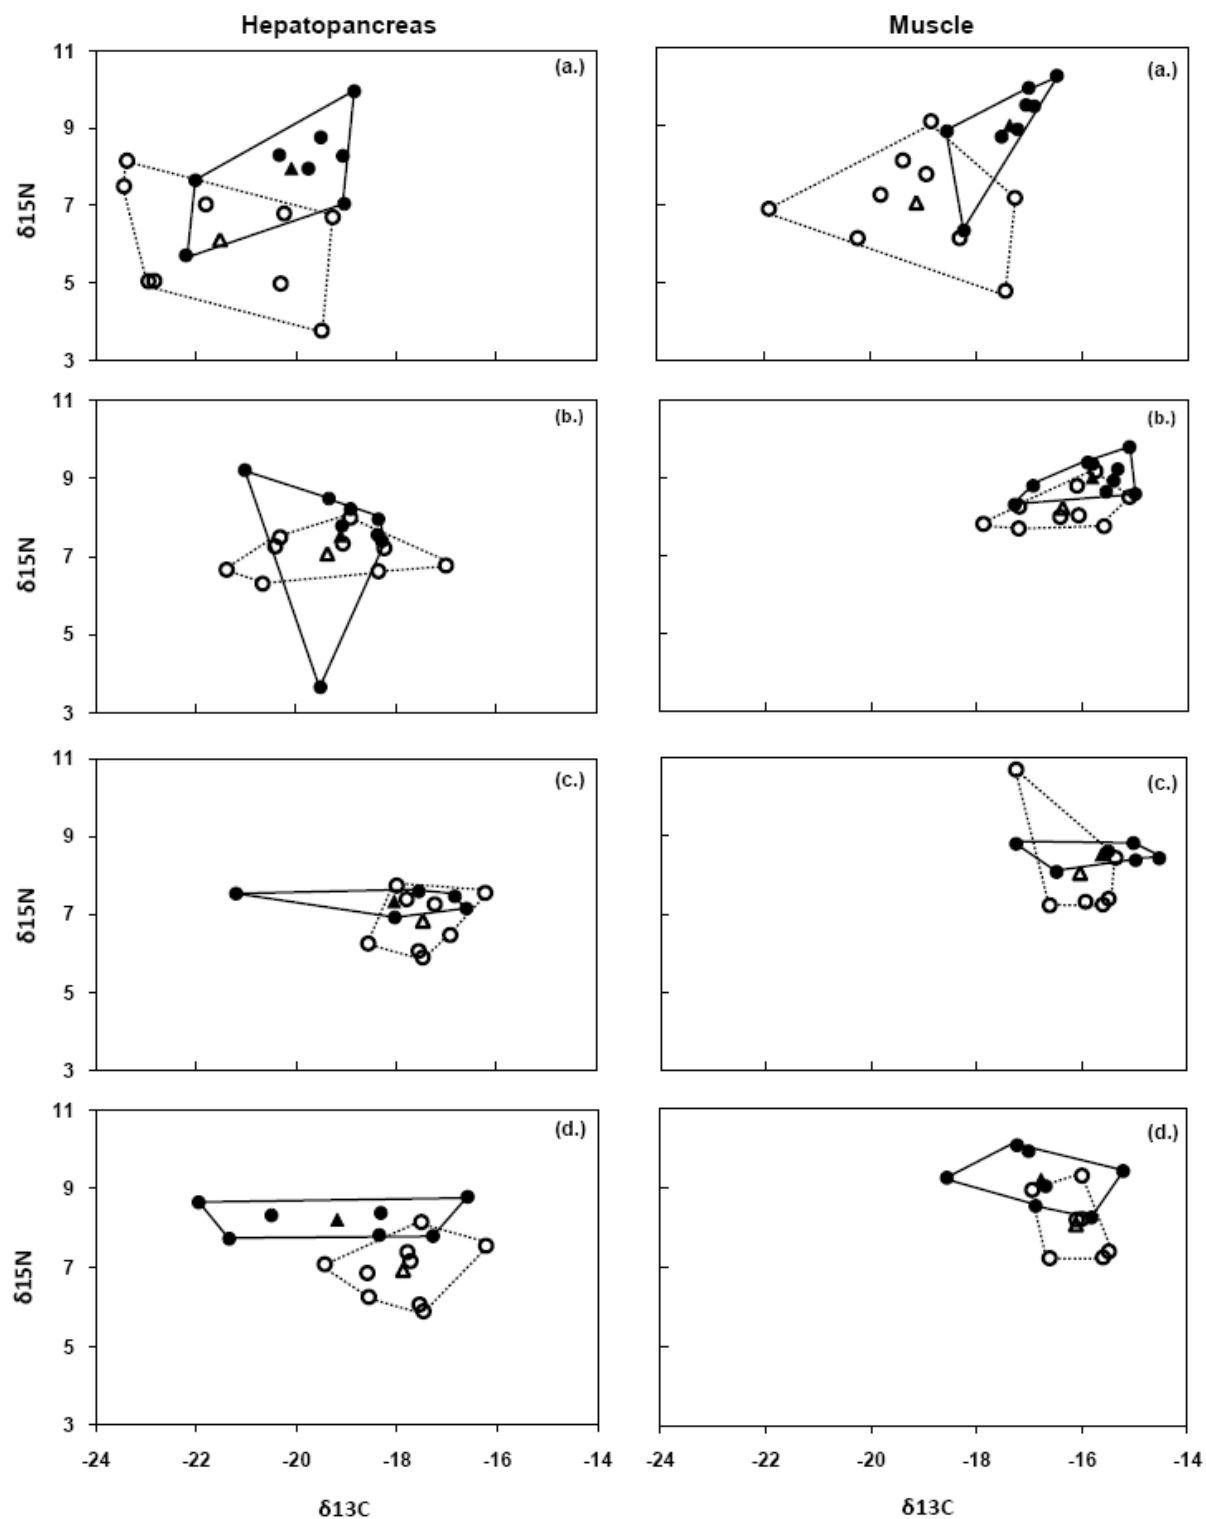 Hepatopancreas Muscle
11 (a.) (a.)
9
7
5
3
δ15N
11 (b.) (b.)
9
7
5
3
δ15N
11 (c.) (c.)
9
7
5
3
δ15N
11 (d.) (d.)
9
7
5
3
δ15N
-24 -22 -20 -18 -16 -14 -24 -22 -20 -18 -16 -14
δ13C δ13C